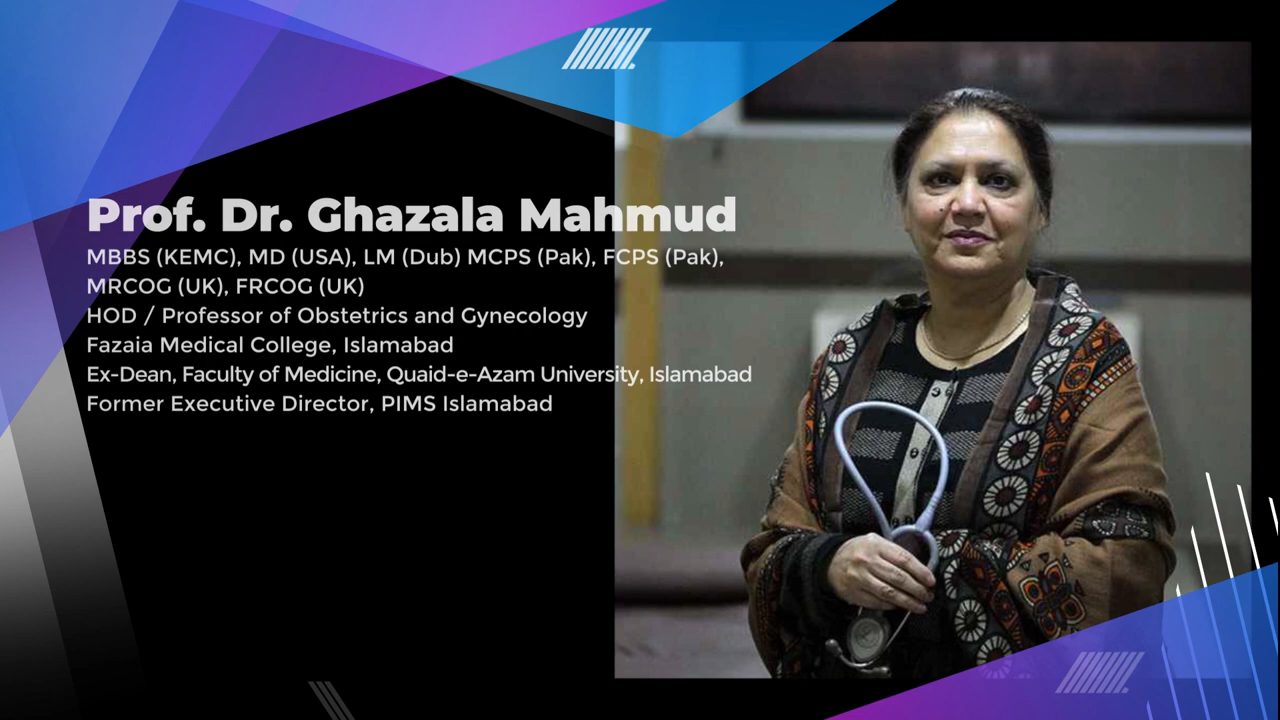 Prof. Dr. Ghazala Mahmud
MBBS (KEMC), MD (USA), LM (Dub) MCPS (Pak), FCPS (Pak),
MRCOG (UK), FRCOG (UK)
HOD / Professor of Obstetrics and Gynecology
Fazaia Medical College, Islamabad
Ex-Dean, Faculty of Medicine, Quaid-e-Azam University, Islamabad
Former Executive Director, PIMS Islamabad